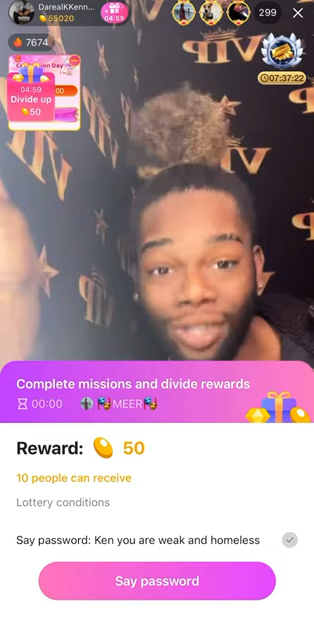 DarealKKenn...
55020
04:59
299
7674
07:37:22
04:59
Divide up
50
Complete missions and divide rewards
00:00 MEER
Reward: 50
10 people can receive
Lottery conditions
Say password: Ken you are weak and homeless
Say password